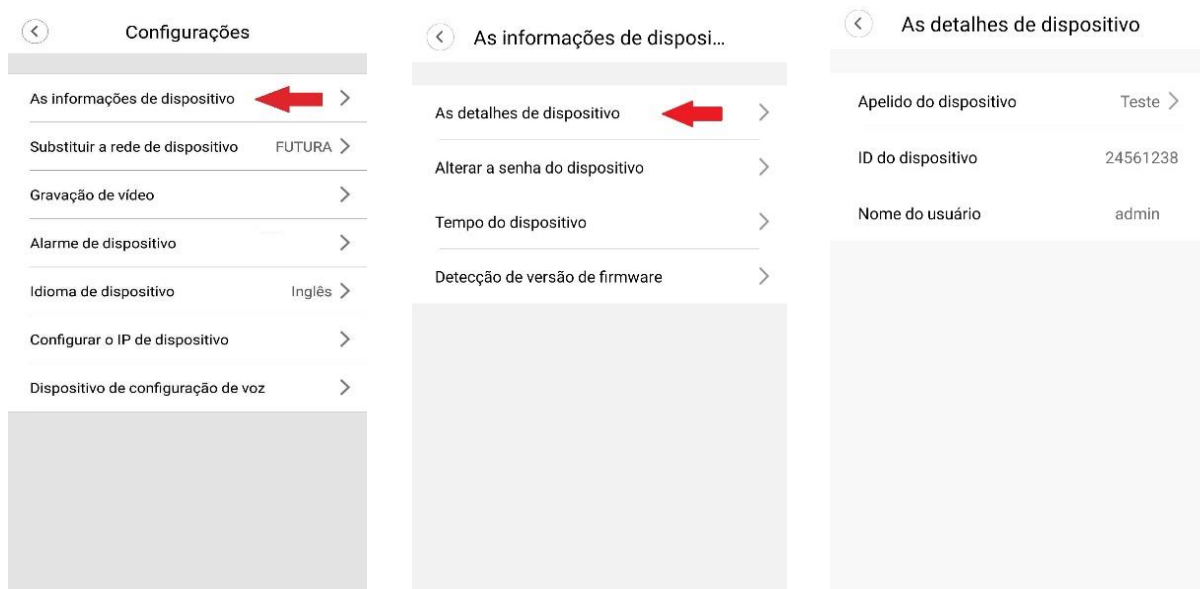 Configurações
As informações de dispositivo
Substituir a rede de dispositivo FUTURA
Gravação de vídeo
Alarme de dispositivo
Idioma de dispositivo Inglês
Configurar o IP de dispositivo
Dispositivo de configuração de voz
As informações de disposi...
As detalhes de dispositivo
Alterar a senha do dispositivo
Tempo do dispositivo
Detecção de versão de firmware
As detalhes de dispositivo
Apelido do dispositivo Teste
ID do dispositivo 24561238
Nome do usuário admin